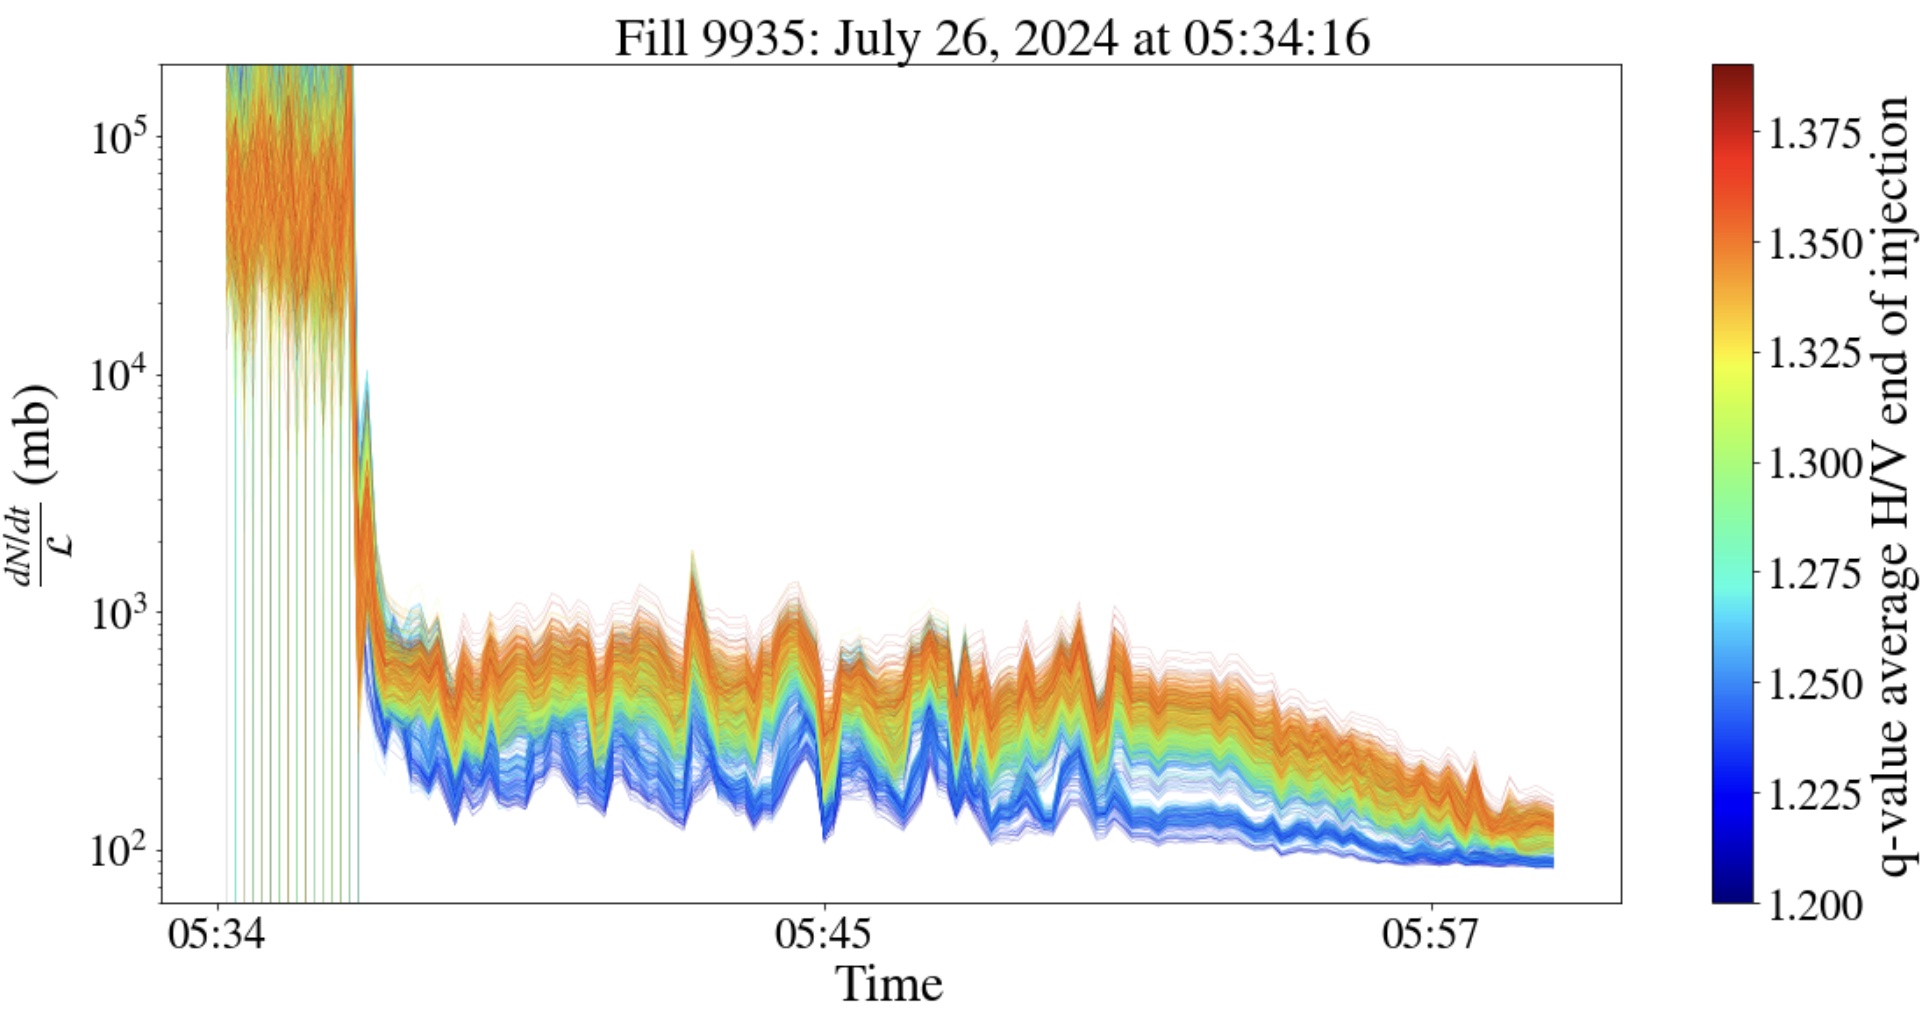 Fill 9935: July 26, 2024 at 05:34:16
10^5
10^4
10^3
10^2
dN/dt
ℒ
(mb)
05:34
05:45
05:57
Time
1.375
1.350
1.325
1.300
1.275
1.250
1.225
1.200
q-value average H/V end of injection